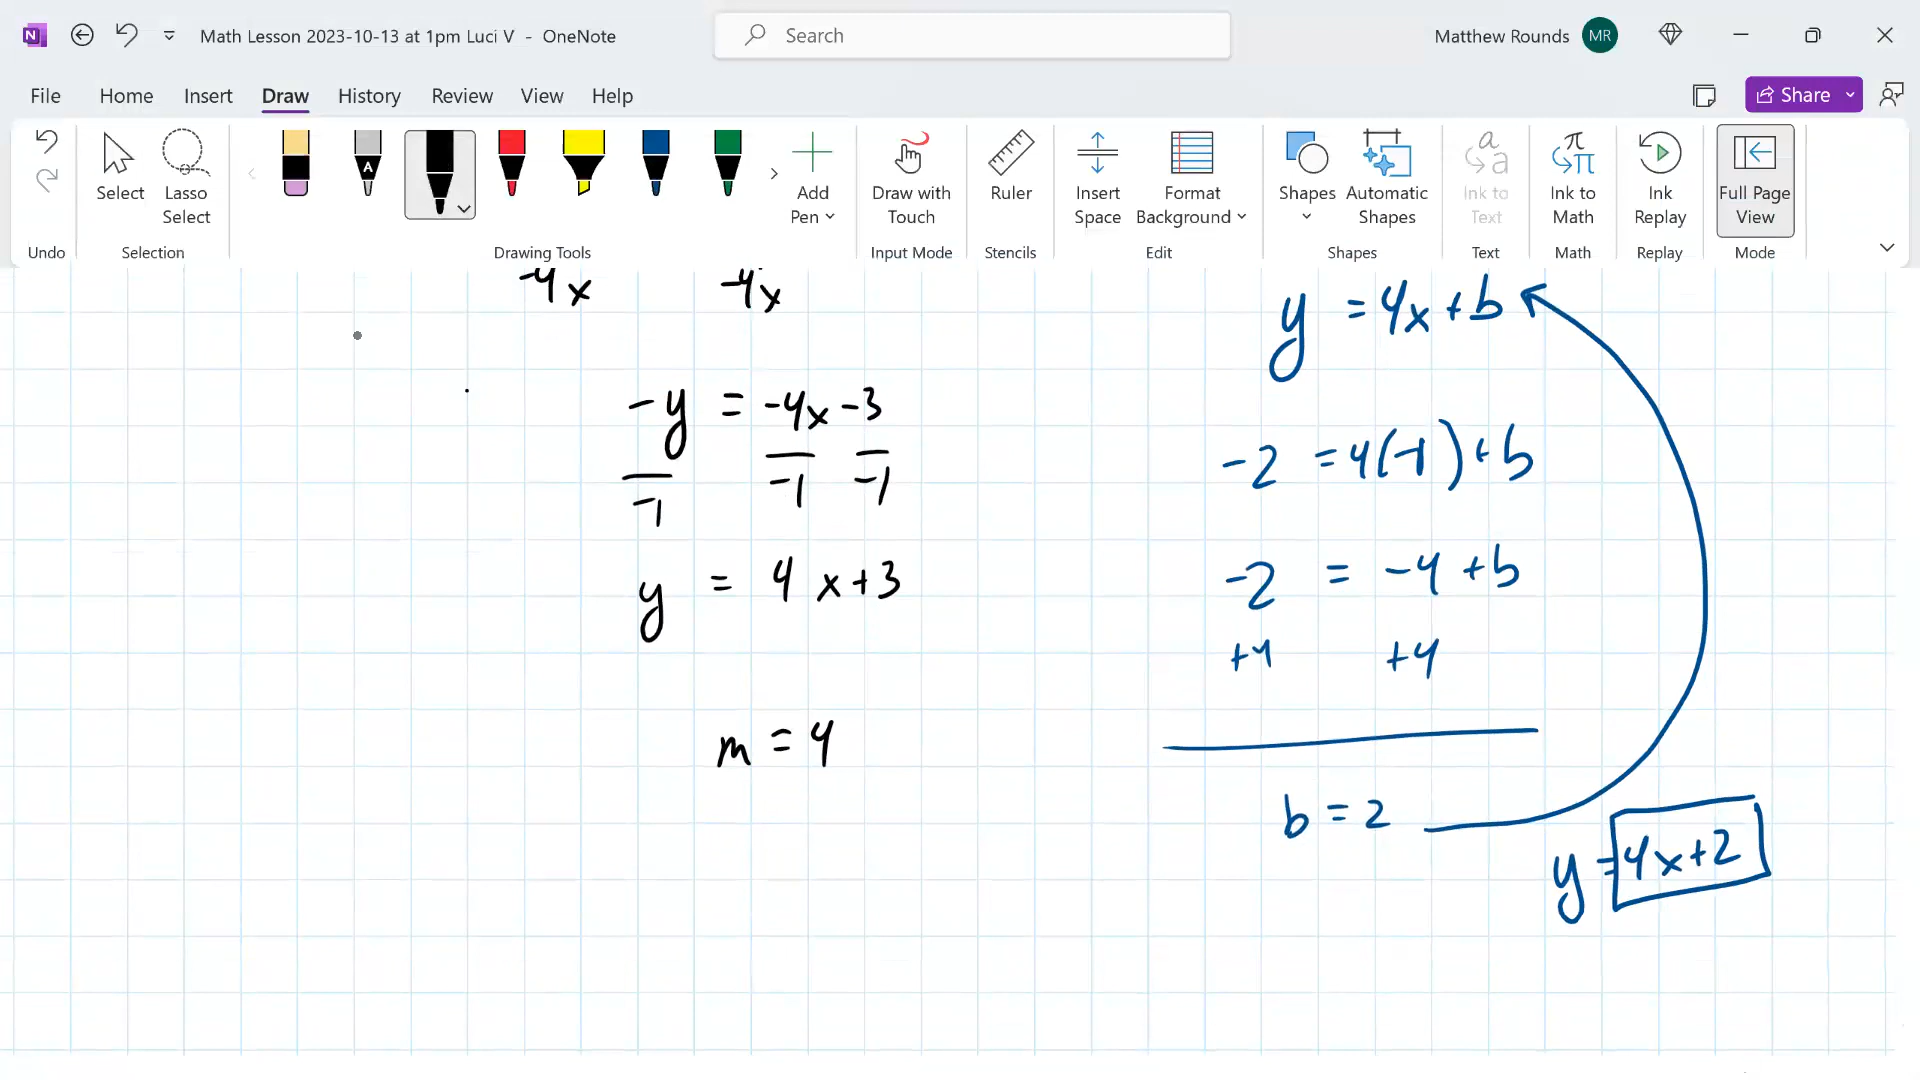 Math Lesson 2023-10-13 at 1pm Luci V - OneNote
Search
Matthew Rounds MR
File Home Insert Draw History Review View Help
Share
Select
Lasso Select
A
Add Pen
Draw with Touch
Ruler
Insert Space
Format Background
Shapes
Automatic Shapes
Ink to Text
Ink to Math
Ink Replay
Full Page View
Undo Selection Drawing Tools Input Mode Stencils Edit Shapes Text Math Replay Mode
-4x -4x
-y = -4x -3
-1 -1 -1
y = 4x+3
m = 4
y = 4x+b
-2 = 4(-1)+b
-2 = -4 +b
+4 +4
b = 2
y = 4x+2